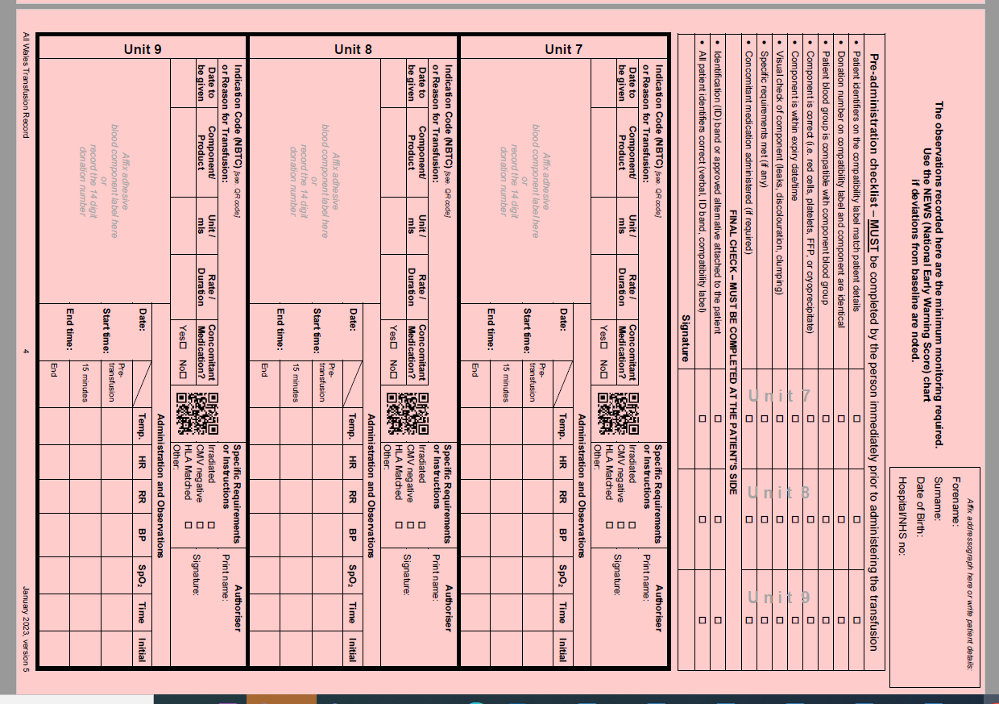 Affix addressograph here or write patient details:
Forename:
Surname:
Date of Birth:
Hospital/NHS no:
The observations recorded here are the minimum monitoring required.
Use the NEWS (National Early Warning Score) chart
if deviations from baseline are noted.
Pre-administration checklist – MUST be completed by the person immediately prior to administering the transfusion
Unit 7
Unit 8
Unit 9
• Patient identifiers on the compatibility label match patient details
• Donation number on compatibility label and component are identical
• Patient blood group is compatible with component blood group
• Component is correct (i.e. red cells, platelets, FFP, or cryoprecipitate)
• Component is within expiry date/time
• Visual check of component (leaks, discolouration, clumping)
• Specific requirements met (if any)
• Concomitant medication administered (if required)
FINAL CHECK – MUST BE COMPLETED AT THE PATIENT'S SIDE
• Identification (ID) band or approved alternative attached to the patient
• All patient identifiers correct (verbal, ID band, compatibility label)
Signature
Unit 7
Indication Code (NBTC) [see QR code]
or Reason for Transfusion:
Date to
be given
Component/
Product
Unit /
mls
Rate /
Duration
Concomitant
Medication?
Yes☐ No☐
Specific Requirements
or Instructions
Irradiated ☐
CMV negative ☐
HLA Matched ☐
Other:
Authoriser
Print name:
Signature:
Affix adhesive
blood component label here
or
record the 14 digit
donation number
Date:
Start time:
End time:
Administration and Observations
Temp. HR RR BP SpO₂ Time Initial
Pre-
transfusion
15 minutes
End
Unit 8
Indication Code (NBTC) [see QR code]
or Reason for Transfusion:
Date to
be given
Component/
Product
Unit /
mls
Rate /
Duration
Concomitant
Medication?
Yes☐ No☐
Specific Requirements
or Instructions
Irradiated ☐
CMV negative ☐
HLA Matched ☐
Other:
Authoriser
Print name:
Signature:
Affix adhesive
blood component label here
or
record the 14 digit
donation number
Date:
Start time:
End time:
Administration and Observations
Temp. HR RR BP SpO₂ Time Initial
Pre-
transfusion
15 minutes
End
Unit 9
Indication Code (NBTC) [see QR code]
or Reason for Transfusion:
Date to
be given
Component/
Product
Unit /
mls
Rate /
Duration
Concomitant
Medication?
Yes☐ No☐
Specific Requirements
or Instructions
Irradiated ☐
CMV negative ☐
HLA Matched ☐
Other:
Authoriser
Print name:
Signature:
Affix adhesive
blood component label here
or
record the 14 digit
donation number
Date:
Start time:
End time:
Administration and Observations
Temp. HR RR BP SpO₂ Time Initial
Pre-
transfusion
15 minutes
End
All Wales Transfusion Record 4 January 2023, version 5